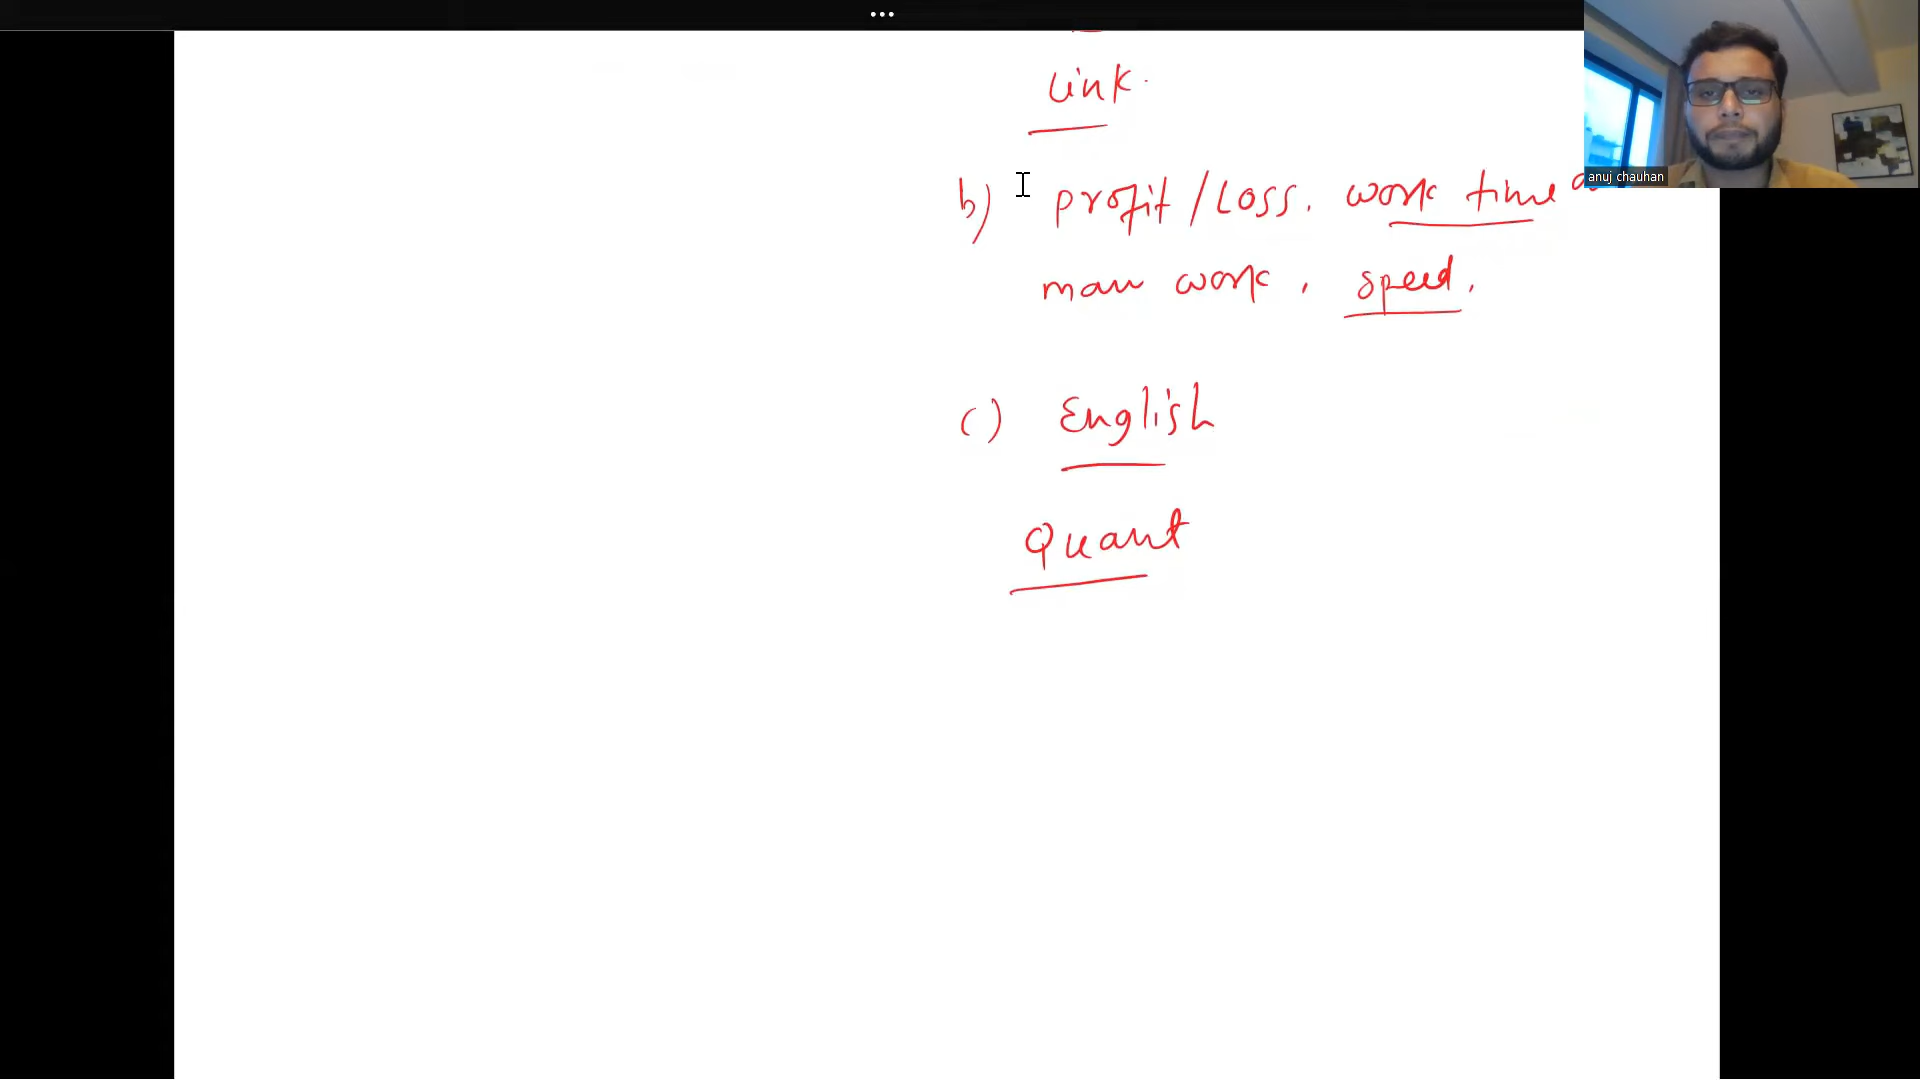 Link.
b) profit / Loss. work time
man work, speed.
c) English
Quant
anuj chauhan